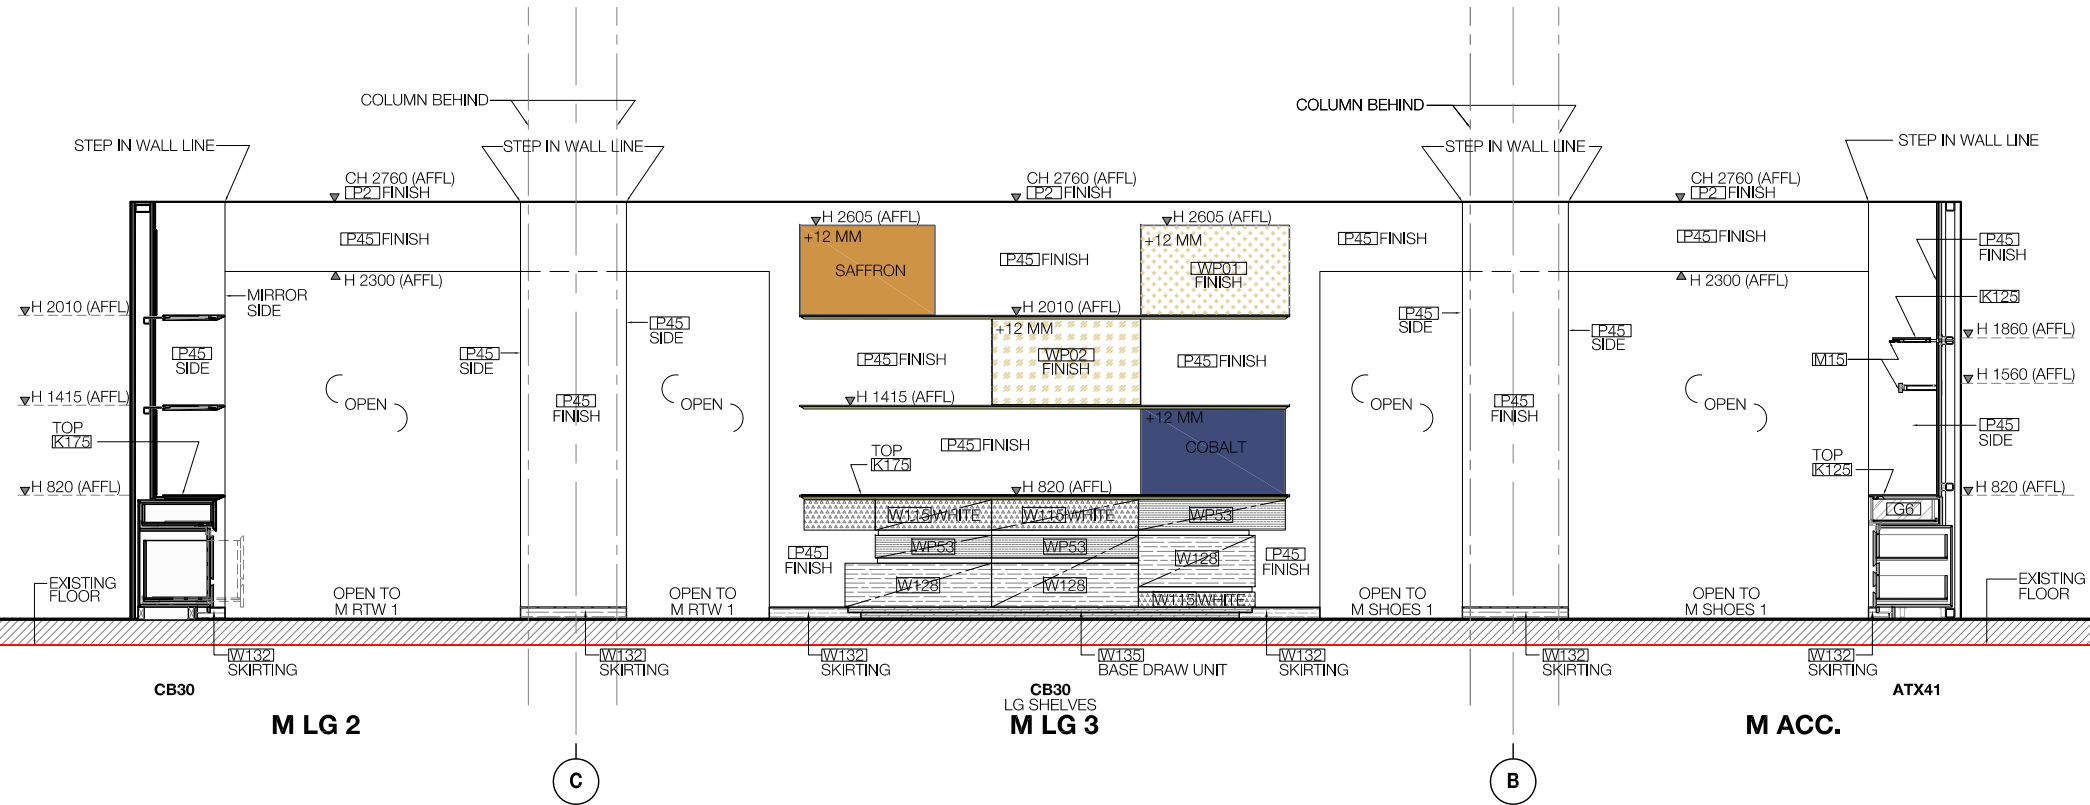 COLUMN BEHIND
COLUMN BEHIND
STEP IN WALL LINE
STEP IN WALL LINE
STEP IN WALL LINE
STEP IN WALL LINE
CH 2760 (AFFL)
P2 FINISH
CH 2760 (AFFL)
P2 FINISH
CH 2760 (AFFL)
P2 FINISH
H 2605 (AFFL)
H 2605 (AFFL)
+12 MM
SAFFRON
+12 MM
WP01
FINISH
P45 FINISH
P45 FINISH
P45 FINISH
P45 FINISH
P45
FINISH
H 2300 (AFFL)
H 2300 (AFFL)
MIRROR
SIDE
K125
H 2010 (AFFL)
H 2010 (AFFL)
P45
SIDE
P45
SIDE
P45
SIDE
H 1860 (AFFL)
+12 MM
WP02
FINISH
P45
SIDE
P45
SIDE
P45 FINISH
P45 FINISH
M15
H 1560 (AFFL)
H 1415 (AFFL)
H 1415 (AFFL)
OPEN
P45
FINISH
OPEN
OPEN
P45
FINISH
OPEN
+12 MM
COBALT
P45
SIDE
TOP
K175
P45 FINISH
TOP
K175
TOP
K125
H 820 (AFFL)
H 820 (AFFL)
H 820 (AFFL)
W115 WHITE
W115 WHITE
WP53
G6
WP53
WP53
W128
P45
FINISH
P45
FINISH
W128
W128
W115 WHITE
EXISTING
FLOOR
OPEN TO
M RTW 1
OPEN TO
M RTW 1
OPEN TO
M SHOES 1
OPEN TO
M SHOES 1
EXISTING
FLOOR
W132
SKIRTING
W132
SKIRTING
W132
SKIRTING
W135
BASE DRAW UNIT
W132
SKIRTING
W132
SKIRTING
W132
SKIRTING
CB30
M LG 2
CB30
LG SHELVES
M LG 3
ATX41
M ACC.
C
B